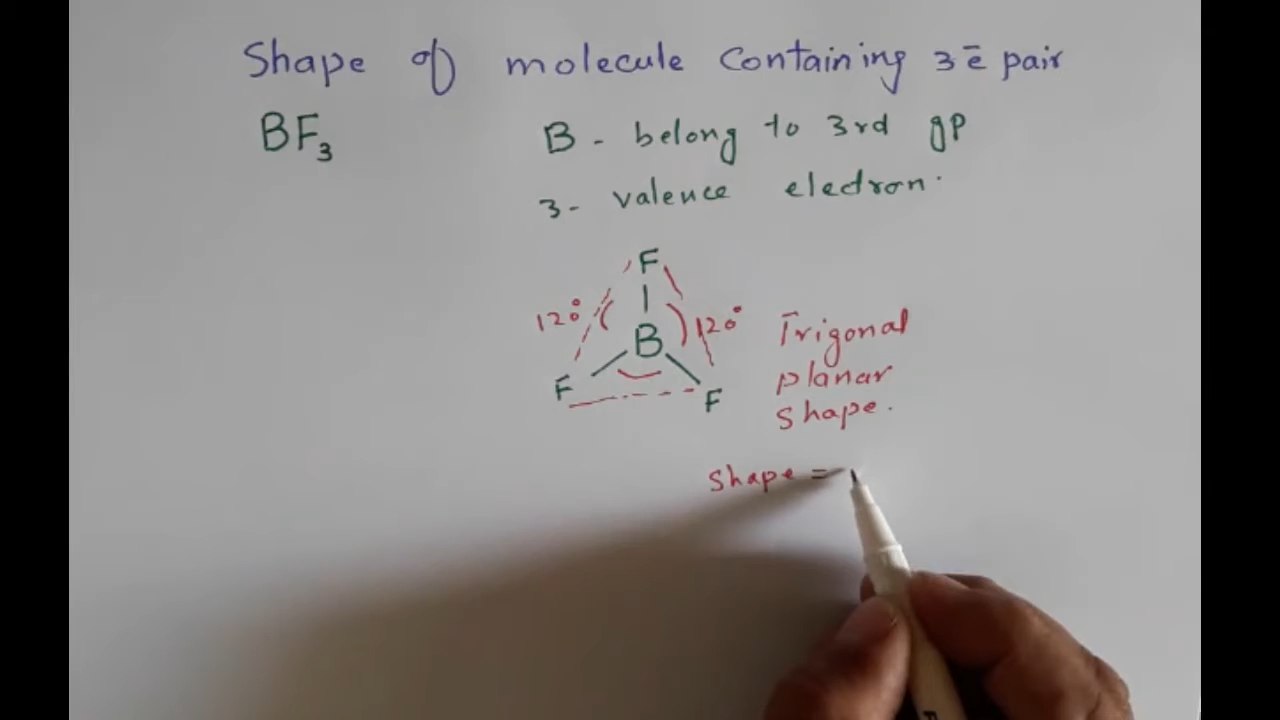 Shape of molecule containing 3ē pair
BF₃
B - belong to 3rd gp
3 - valence electron.
F
120°
120°
B
F
F
Trigonal
planar
shape.
shape =